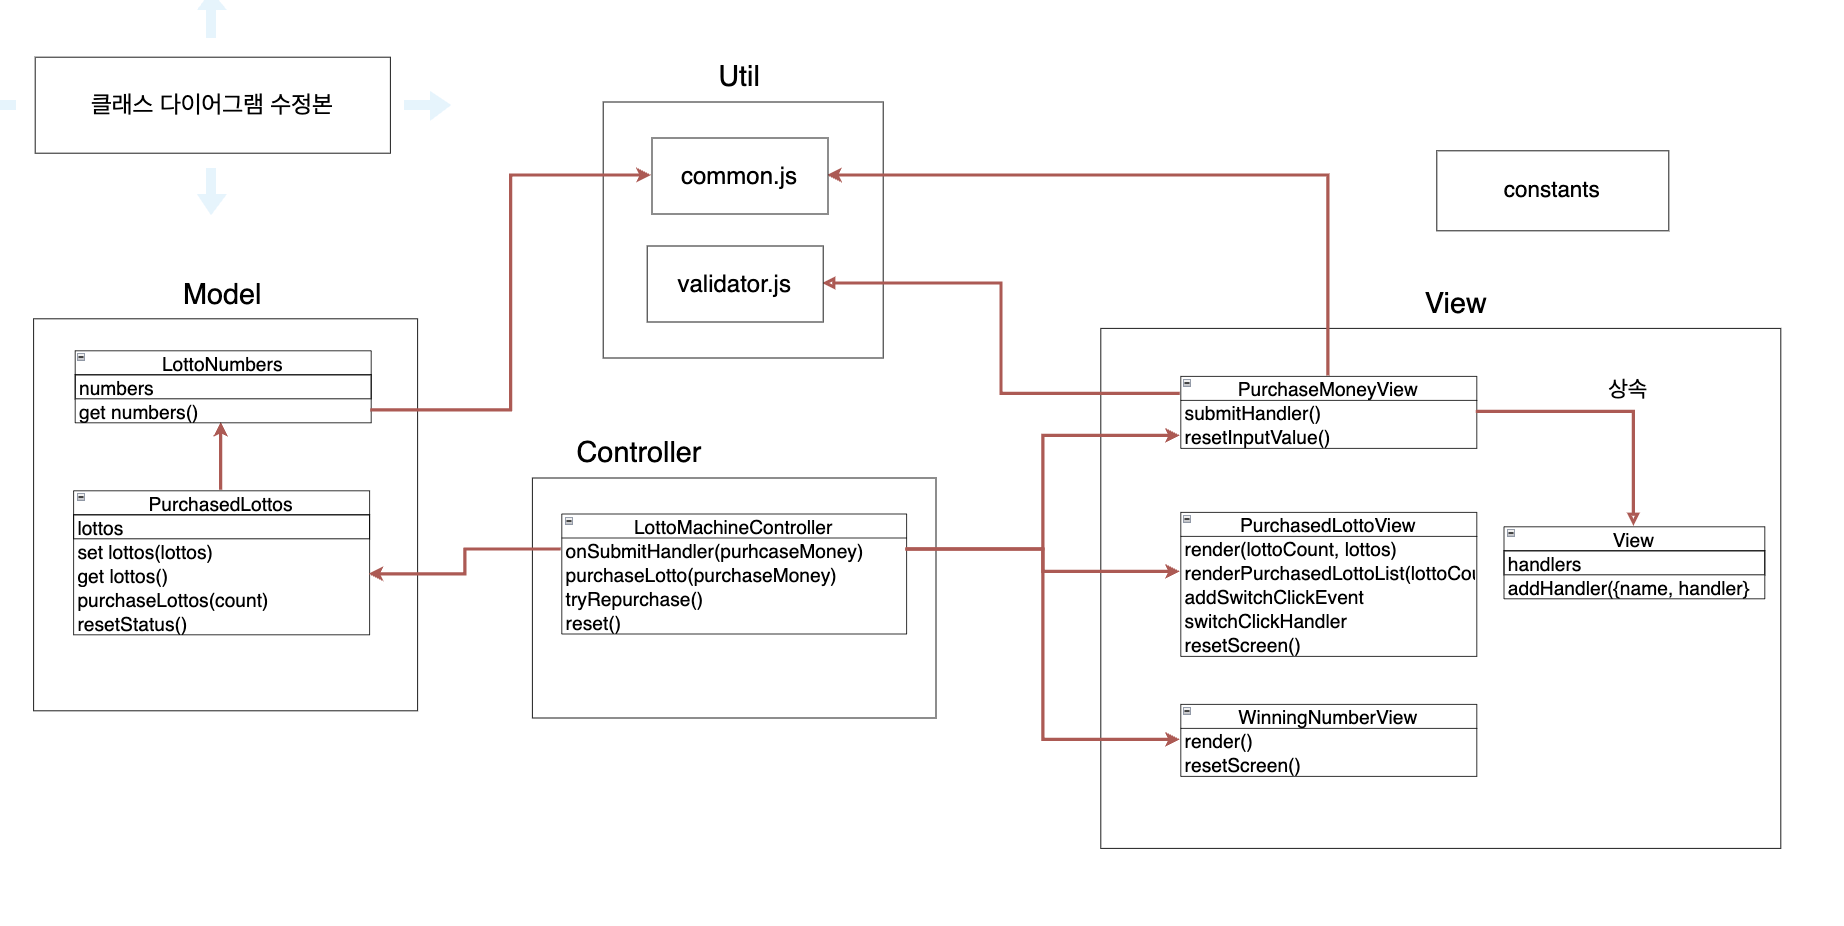 클래스 다이어그램 수정본
Util
common.js
validator.js
constants
Model
LottoNumbers
numbers
get numbers()
PurchasedLottos
lottos
set lottos(lottos)
get lottos()
purchaseLottos(count)
resetStatus()
Controller
LottoMachineController
onSubmitHandler(purhcaseMoney)
purchaseLotto(purchaseMoney)
tryRepurchase()
reset()
View
PurchaseMoneyView
submitHandler()
resetInputValue()
상속
PurchasedLottoView
render(lottoCount, lottos)
renderPurchasedLottoList(lottoCou
addSwitchClickEvent
switchClickHandler
resetScreen()
View
handlers
addHandler({name, handler}
WinningNumberView
render()
resetScreen()